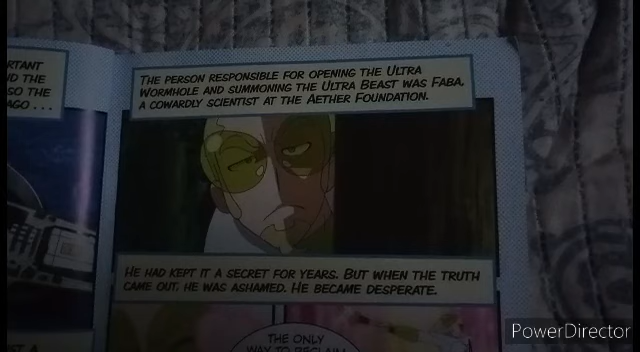 RTANT
D THE
SO THE
AGO . . .
THE PERSON RESPONSIBLE FOR OPENING THE ULTRA
WORMHOLE AND SUMMONING THE ULTRA BEAST WAS FABA,
A COWARDLY SCIENTIST AT THE AETHER FOUNDATION.
HE HAD KEPT IT A SECRET FOR YEARS. BUT WHEN THE TRUTH
CAME OUT, HE WAS ASHAMED. HE BECAME DESPERATE.
THE ONLY
WAY TO RECLAIM
PowerDirector